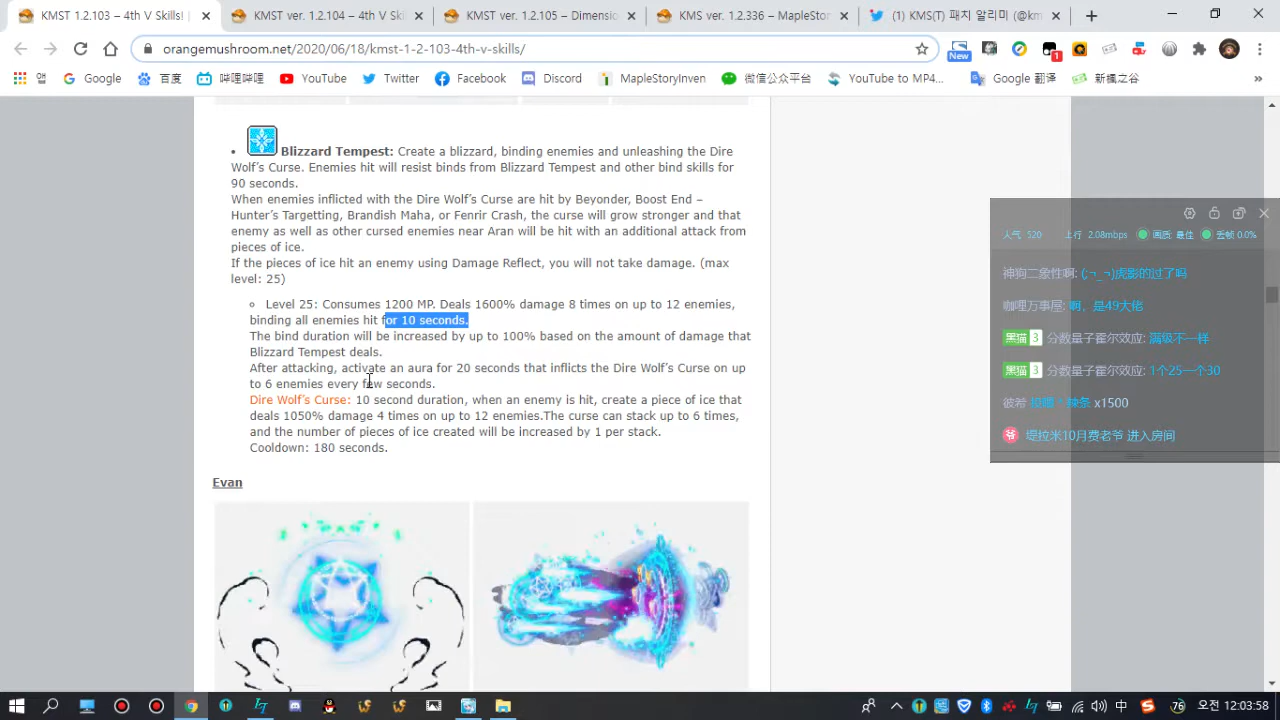 KMST 1.2.103 – 4th V Skills!
KMST ver. 1.2.104 – 4th V Ski
KMST ver. 1.2.105 – Dimensio
KMS ver. 1.2.336 – MapleStor
(1) KMS(T) 패치 알리미 (@km
orangemushroom.net/2020/06/18/kmst-1-2-103-4th-v-skills/
New
1
앱
Google
百度
哔哩哔哩
YouTube
Twitter
Facebook
Discord
MapleStoryInven
微信公众平台
YouTube to MP4...
Google 翻译
新楓之谷
»
• Blizzard Tempest: Create a blizzard, binding enemies and unleashing the Dire
Wolf's Curse. Enemies hit will resist binds from Blizzard Tempest and other bind skills for
90 seconds.
When enemies inflicted with the Dire Wolf's Curse are hit by Beyonder, Boost End –
Hunter's Targetting, Brandish Maha, or Fenrir Crash, the curse will grow stronger and that
enemy as well as other cursed enemies near Aran will be hit with an additional attack from
pieces of ice.
If the pieces of ice hit an enemy using Damage Reflect, you will not take damage. (max
level: 25)
Level 25: Consumes 1200 MP. Deals 1600% damage 8 times on up to 12 enemies,
binding all enemies hit for 10 seconds.
The bind duration will be increased by up to 100% based on the amount of damage that
Blizzard Tempest deals.
After attacking, activate an aura for 20 seconds that inflicts the Dire Wolf's Curse on up
to 6 enemies every few seconds.
Dire Wolf's Curse: 10 second duration, when an enemy is hit, create a piece of ice that
deals 1050% damage 4 times on up to 12 enemies.The curse can stack up to 6 times,
and the number of pieces of ice created will be increased by 1 per stack.
Cooldown: 180 seconds.
Evan
人气 520 上行 2.08mbps 画质 最佳 丢帧 0.0%
神狗二象性啊: (;¬_¬)虎影的过了吗
咖喱万事屋: 啊，是49大佬
黑猫 3 分数量子霍尔效应: 满级不一样
黑猫 3 分数量子霍尔效应: 1个25一个30
彼希 辣条 x1500
爷 堤拉米10月费老爷 进入房间
中
76
오전 12:03:58